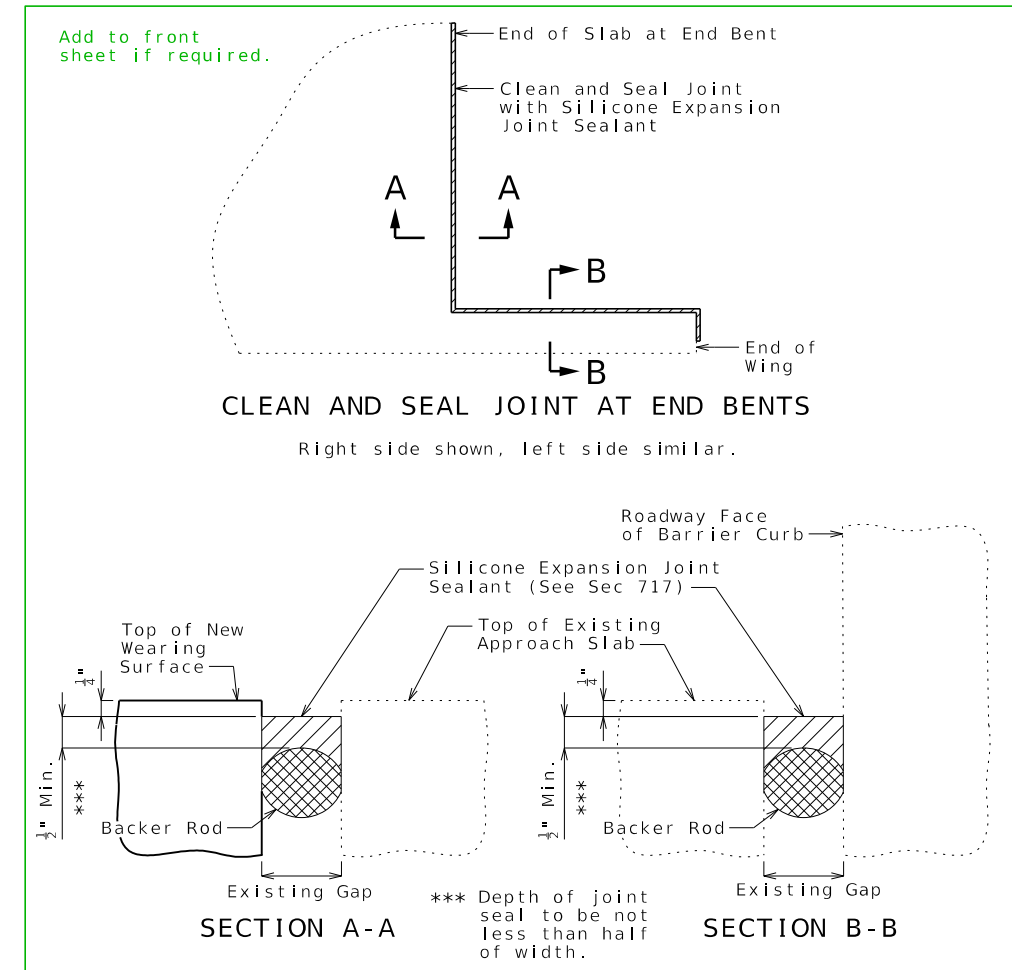 Add to front
sheet if required.
End of Slab at End Bent
Clean and Seal Joint
with Silicone Expansion
Joint Sealant
A
A
B
B
End of
Wing
CLEAN AND SEAL JOINT AT END BENTS
Right side shown, left side similar.
Roadway Face
of Barrier Curb
Silicone Expansion Joint
Sealant (See Sec 717)
Top of New
Wearing
Surface
Top of Existing
Approach Slab
1/4"
1/4"
1/2" Min.
***
1/2" Min.
***
Backer Rod
Backer Rod
Existing Gap
Existing Gap
*** Depth of joint
seal to be not
less than half
of width.
SECTION A-A
SECTION B-B